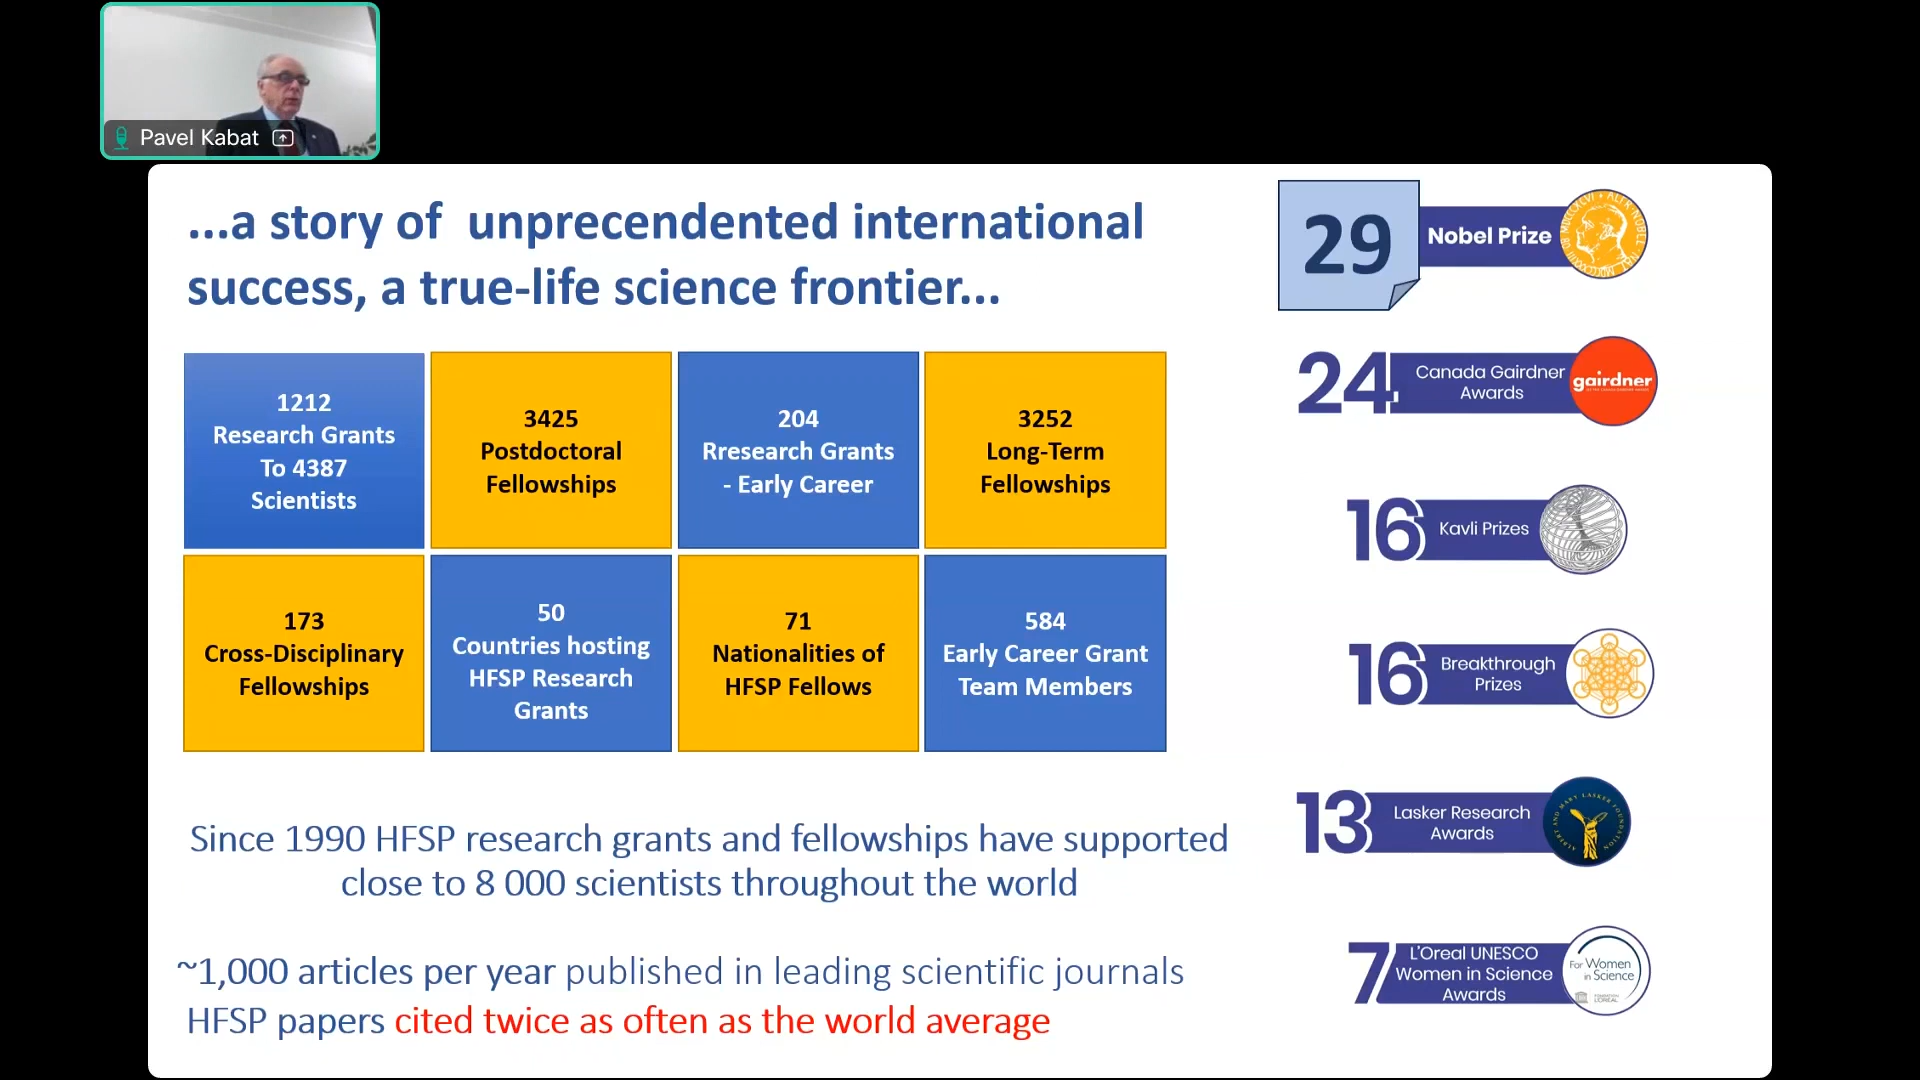 Pavel Kabat
...a story of unprecendented international
success, a true-life science frontier...
1212
Research Grants
To 4387
Scientists
3425
Postdoctoral
Fellowships
204
Rresearch Grants
- Early Career
3252
Long-Term
Fellowships
173
Cross-Disciplinary
Fellowships
50
Countries hosting
HFSP Research
Grants
71
Nationalities of
HFSP Fellows
584
Early Career Grant
Team Members
Since 1990 HFSP research grants and fellowships have supported
close to 8 000 scientists throughout the world
~1,000 articles per year published in leading scientific journals
HFSP papers cited twice as often as the world average
29
Nobel Prize
24
Canada Gairdner
Awards
gairdner
16
Kavli Prizes
16
Breakthrough
Prizes
13
Lasker Research
Awards
ALBERT AND MARY LASKER FOUNDATION
7
L'Oreal UNESCO
Women in Science
Awards
For Women
in Science